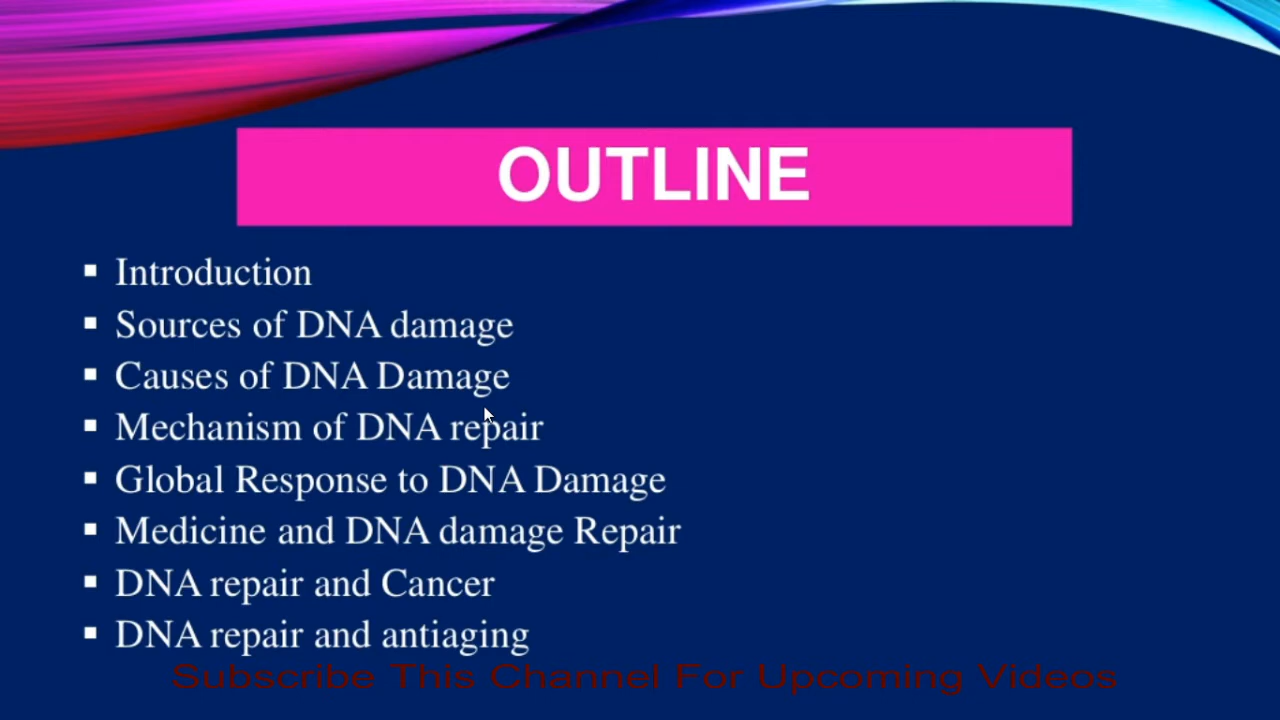 OUTLINE
▪ Introduction
▪ Sources of DNA damage
▪ Causes of DNA Damage
▪ Mechanism of DNA repair
▪ Global Response to DNA Damage
▪ Medicine and DNA damage Repair
▪ DNA repair and Cancer
▪ DNA repair and antiaging
Subscribe This Channel For Upcoming Videos